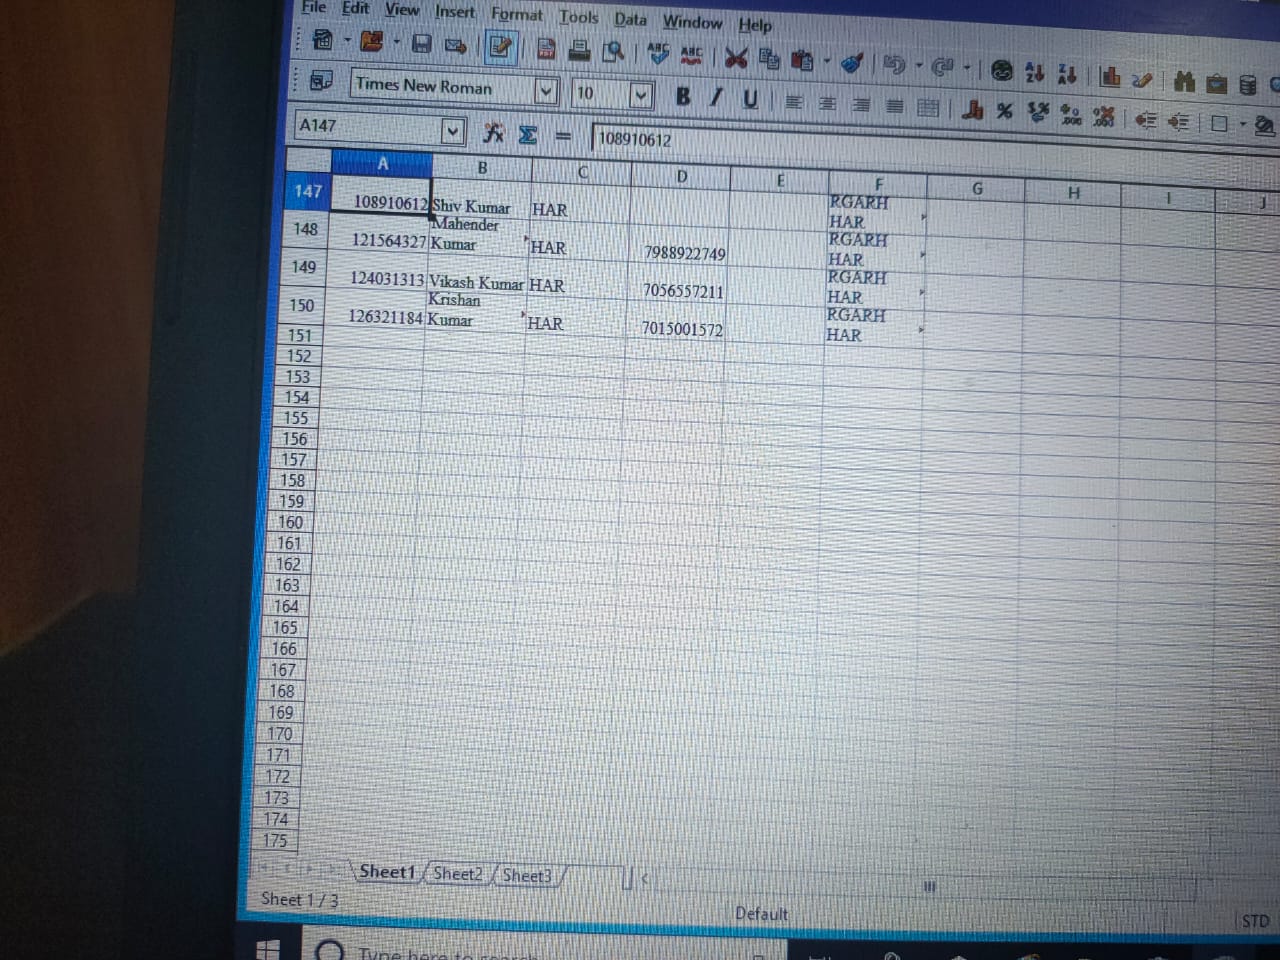 File Edit View Insert Format Tools Data Window Help
Times New Roman 10 B I U
A147 = 108910612
A B C D E F G H I J
147 108910612 Shiv Kumar HAR RGARH HAR
148 121564327 Mahender Kumar HAR 7988922749 RGARH HAR
149 124031313 Vikash Kumar HAR 7056557211 RGARH HAR
150 126321184 Krishan Kumar HAR 7015001572 RGARH HAR
151
152
153
154
155
156
157
158
159
160
161
162
163
164
165
166
167
168
169
170
171
172
173
174
175
Sheet1 Sheet2 Sheet3
Sheet 1 / 3 Default STD
Type here to search